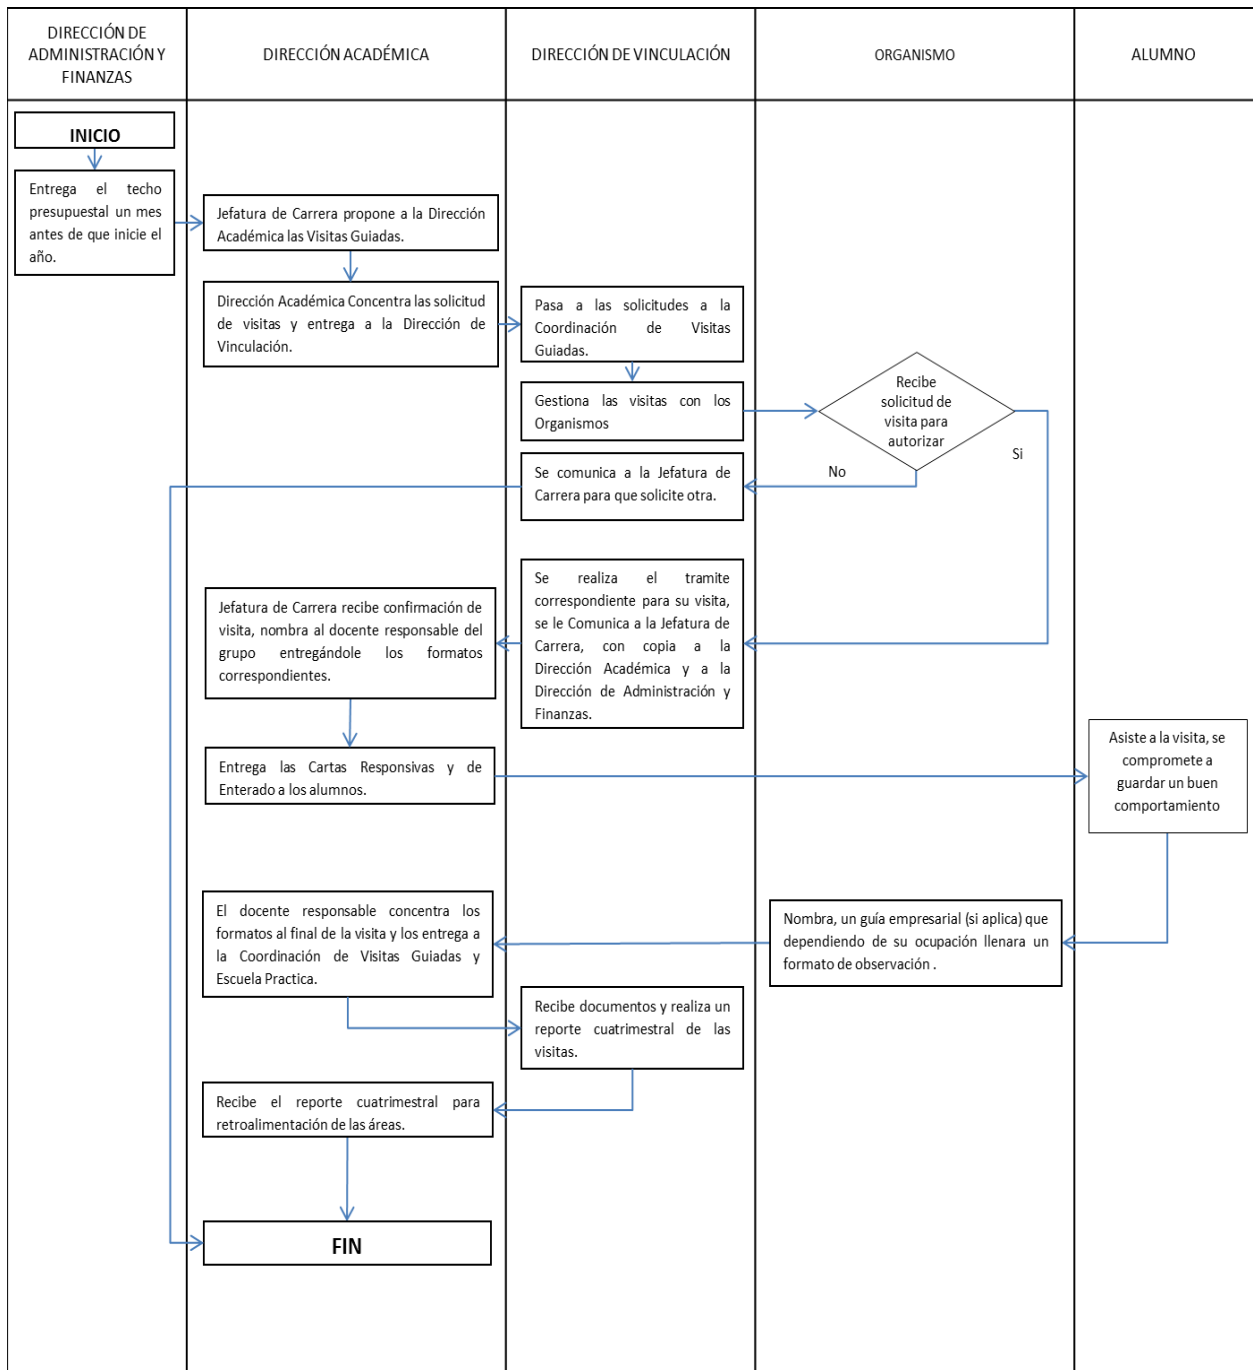 DIRECCIÓN DE
ADMINISTRACIÓN Y
FINANZAS
DIRECCIÓN ACADÉMICA
DIRECCIÓN DE VINCULACIÓN
ORGANISMO
ALUMNO
INICIO
Entrega el techo
presupuestal un mes
antes de que inicie el
año.
Jefatura de Carrera propone a la Dirección
Académica las Visitas Guiadas.
Dirección Académica Concentra las solicitud
de visitas y entrega a la Dirección de
Vinculación.
Pasa a las solicitudes a la
Coordinación de Visitas
Guiadas.
Gestiona las visitas con los
Organismos
Recibe
solicitud de
visita para
autorizar
Si
No
Se comunica a la Jefatura de
Carrera para que solicite otra.
Se realiza el tramite
correspondiente para su visita,
se le Comunica a la Jefatura de
Carrera, con copia a la
Dirección Académica y a la
Dirección de Administración y
Finanzas.
Jefatura de Carrera recibe confirmación de
visita, nombra al docente responsable del
grupo entregándole los formatos
correspondientes.
Entrega las Cartas Responsivas y de
Enterado a los alumnos.
Asiste a la visita, se
compromete a
guardar un buen
comportamiento
Nombra, un guía empresarial (si aplica) que
dependiendo de su ocupación llenara un
formato de observación .
El docente responsable concentra los
formatos al final de la visita y los entrega a
la Coordinación de Visitas Guiadas y
Escuela Practica.
Recibe documentos y realiza un
reporte cuatrimestral de las
visitas.
Recibe el reporte cuatrimestral para
retroalimentación de las áreas.
FIN